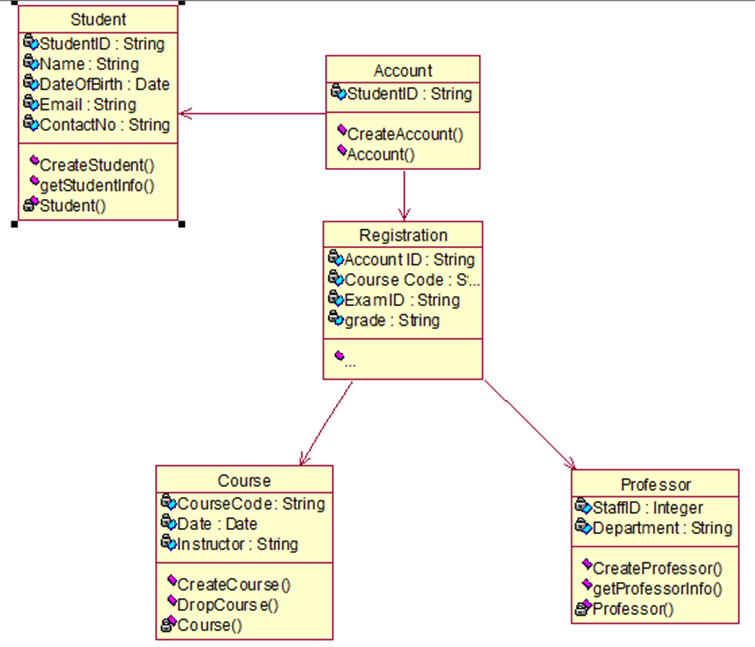 Student
StudentID : String
Name : String
DateOfBirth : Date
Email : String
ContactNo : String
CreateStudent()
getStudentInfo()
Student()
Account
StudentID : String
CreateAccount()
Account()
Registration
Account ID : String
Course Code : S...
ExamID : String
grade : String
...
Course
CourseCode: String
Date : Date
Instructor : String
CreateCourse()
DropCourse()
Course()
Professor
StaffID : Integer
Department : String
CreateProfessor()
getProfessorInfo()
Professor()